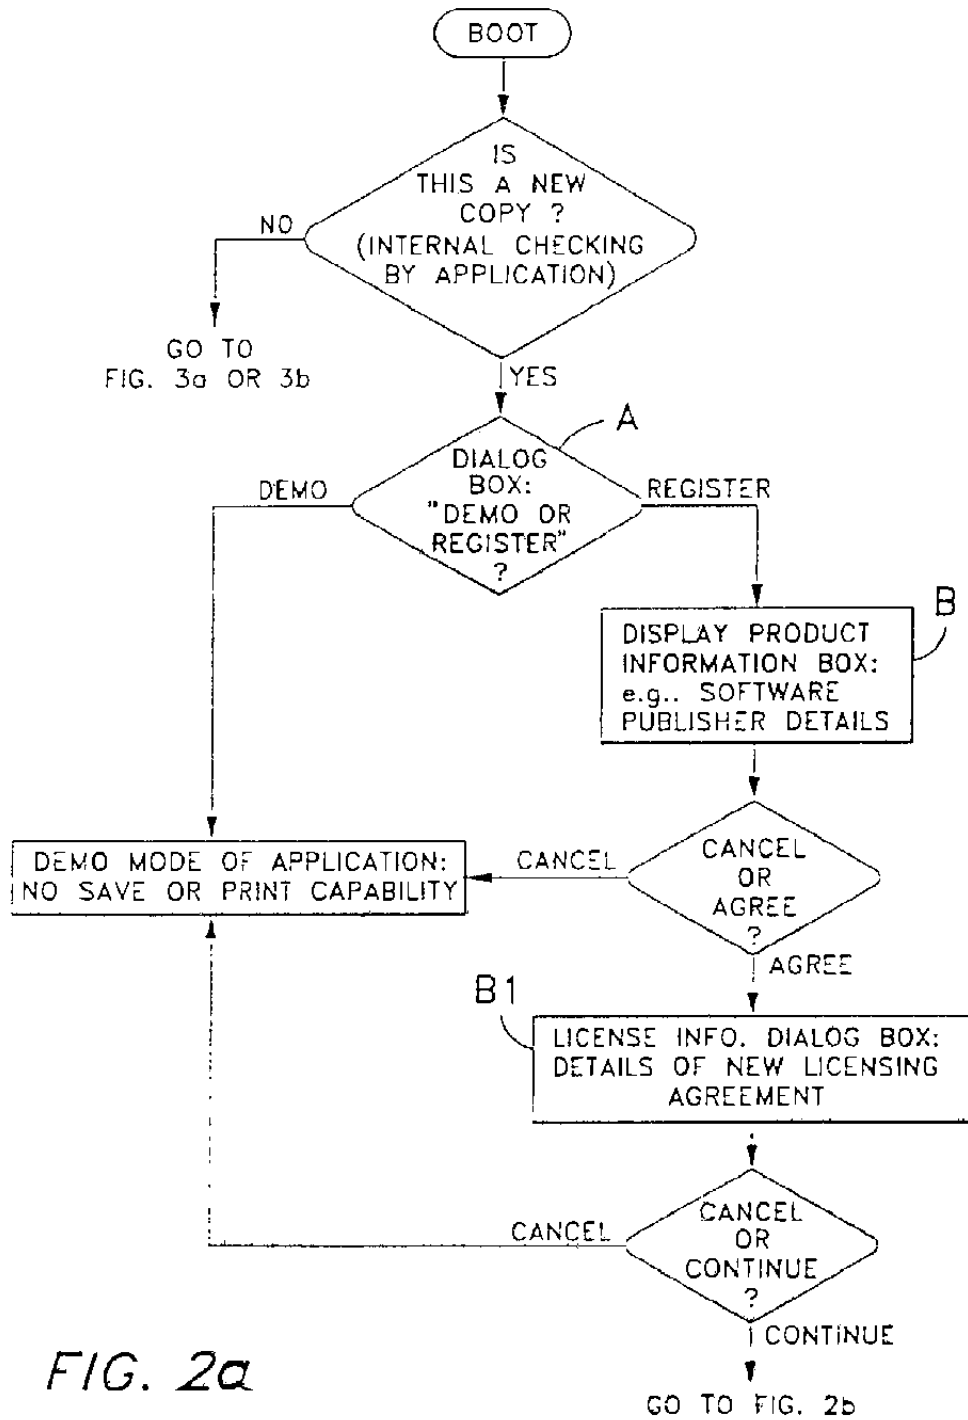 BOOT
IS
THIS A NEW
COPY ?
(INTERNAL CHECKING
BY APPLICATION)
NO
GO TO
FIG. 3a OR 3b
YES
A
DIALOG
BOX:
"DEMO OR
REGISTER"
?
DEMO
REGISTER
B
DISPLAY PRODUCT
INFORMATION BOX:
e.g.. SOFTWARE
PUBLISHER DETAILS
DEMO MODE OF APPLICATION:
NO SAVE OR PRINT CAPABILITY
CANCEL
CANCEL
OR
AGREE
?
AGREE
B1
LICENSE INFO. DIALOG BOX:
DETAILS OF NEW LICENSING
AGREEMENT
CANCEL
CANCEL
OR
CONTINUE
?
CONTINUE
GO TO FIG. 2b
FIG. 2a